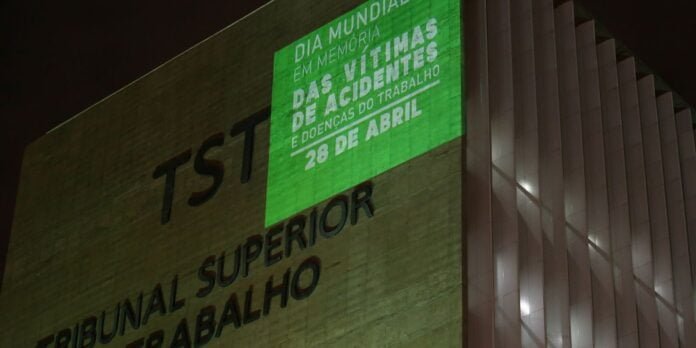 DIA MUNDIAL
EM MEMÓRIA
DAS VÍTIMAS
DE ACIDENTES
E DOENÇAS DO TRABALHO
28 DE ABRIL
TST
TRIBUNAL SUPERIOR
TRABALHO